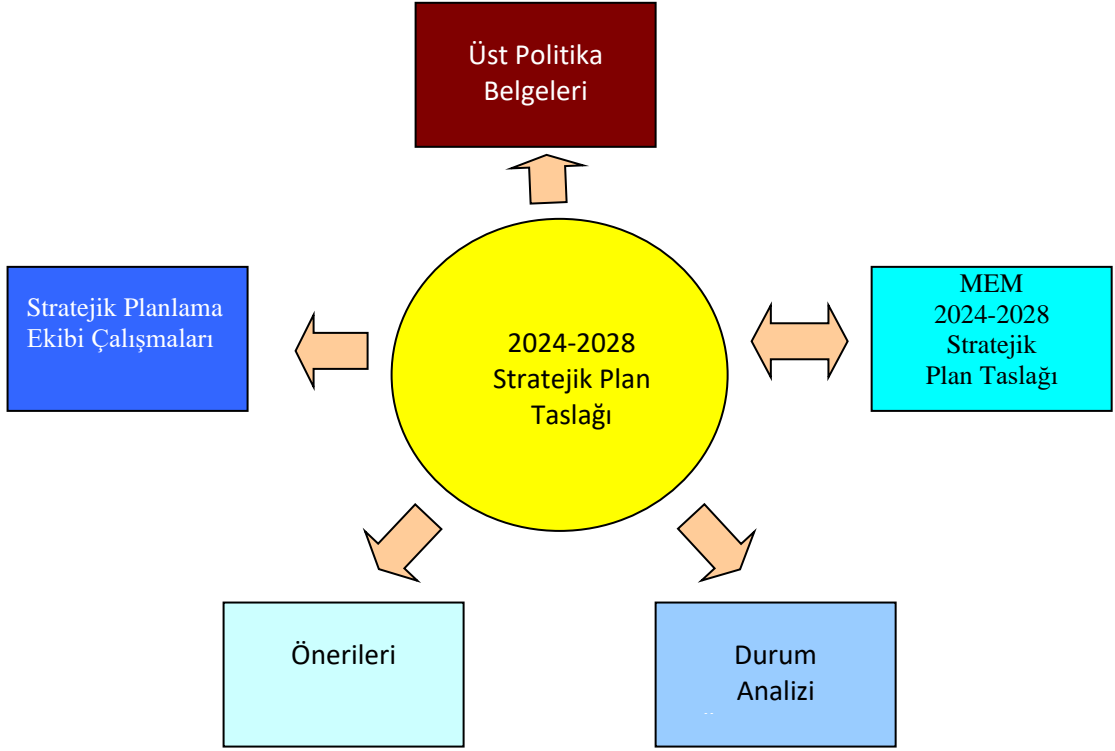 Üst Politika
Belgeleri
Stratejik Planlama
Ekibi Çalışmaları
2024-2028
Stratejik Plan
Taslağı
MEM
2024-2028
Stratejik
Plan Taslağı
Önerileri
Durum
Analizi